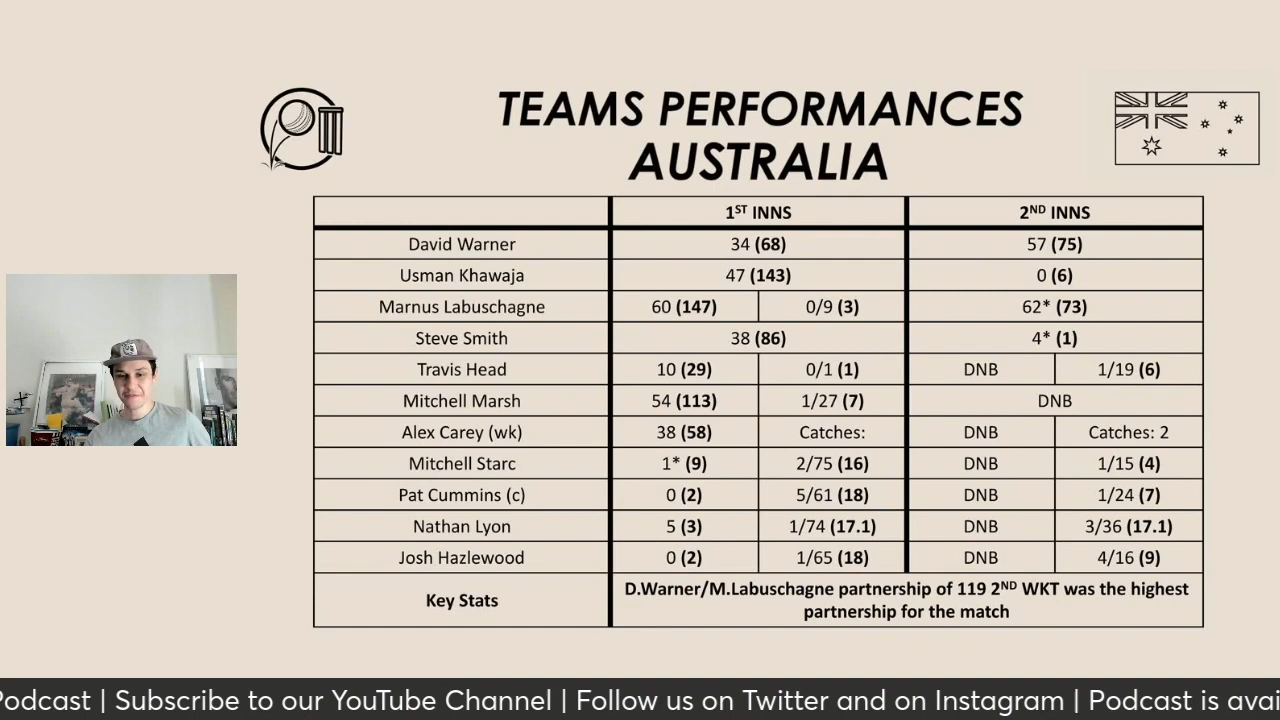 TEAMS PERFORMANCES
AUSTRALIA
1ST INNS 2ND INNS
David Warner 34 (68) 57 (75)
Usman Khawaja 47 (143) 0 (6)
Marnus Labuschagne 60 (147) 0/9 (3) 62* (73)
Steve Smith 38 (86) 4* (1)
Travis Head 10 (29) 0/1 (1) DNB 1/19 (6)
Mitchell Marsh 54 (113) 1/27 (7) DNB
Alex Carey (wk) 38 (58) Catches: DNB Catches: 2
Mitchell Starc 1* (9) 2/75 (16) DNB 1/15 (4)
Pat Cummins (c) 0 (2) 5/61 (18) DNB 1/24 (7)
Nathan Lyon 5 (3) 1/74 (17.1) DNB 3/36 (17.1)
Josh Hazlewood 0 (2) 1/65 (18) DNB 4/16 (9)
Key Stats D.Warner/M.Labuschagne partnership of 119 2ND WKT was the highest
partnership for the match
Podcast | Subscribe to our YouTube Channel | Follow us on Twitter and on Instagram | Podcast is avai